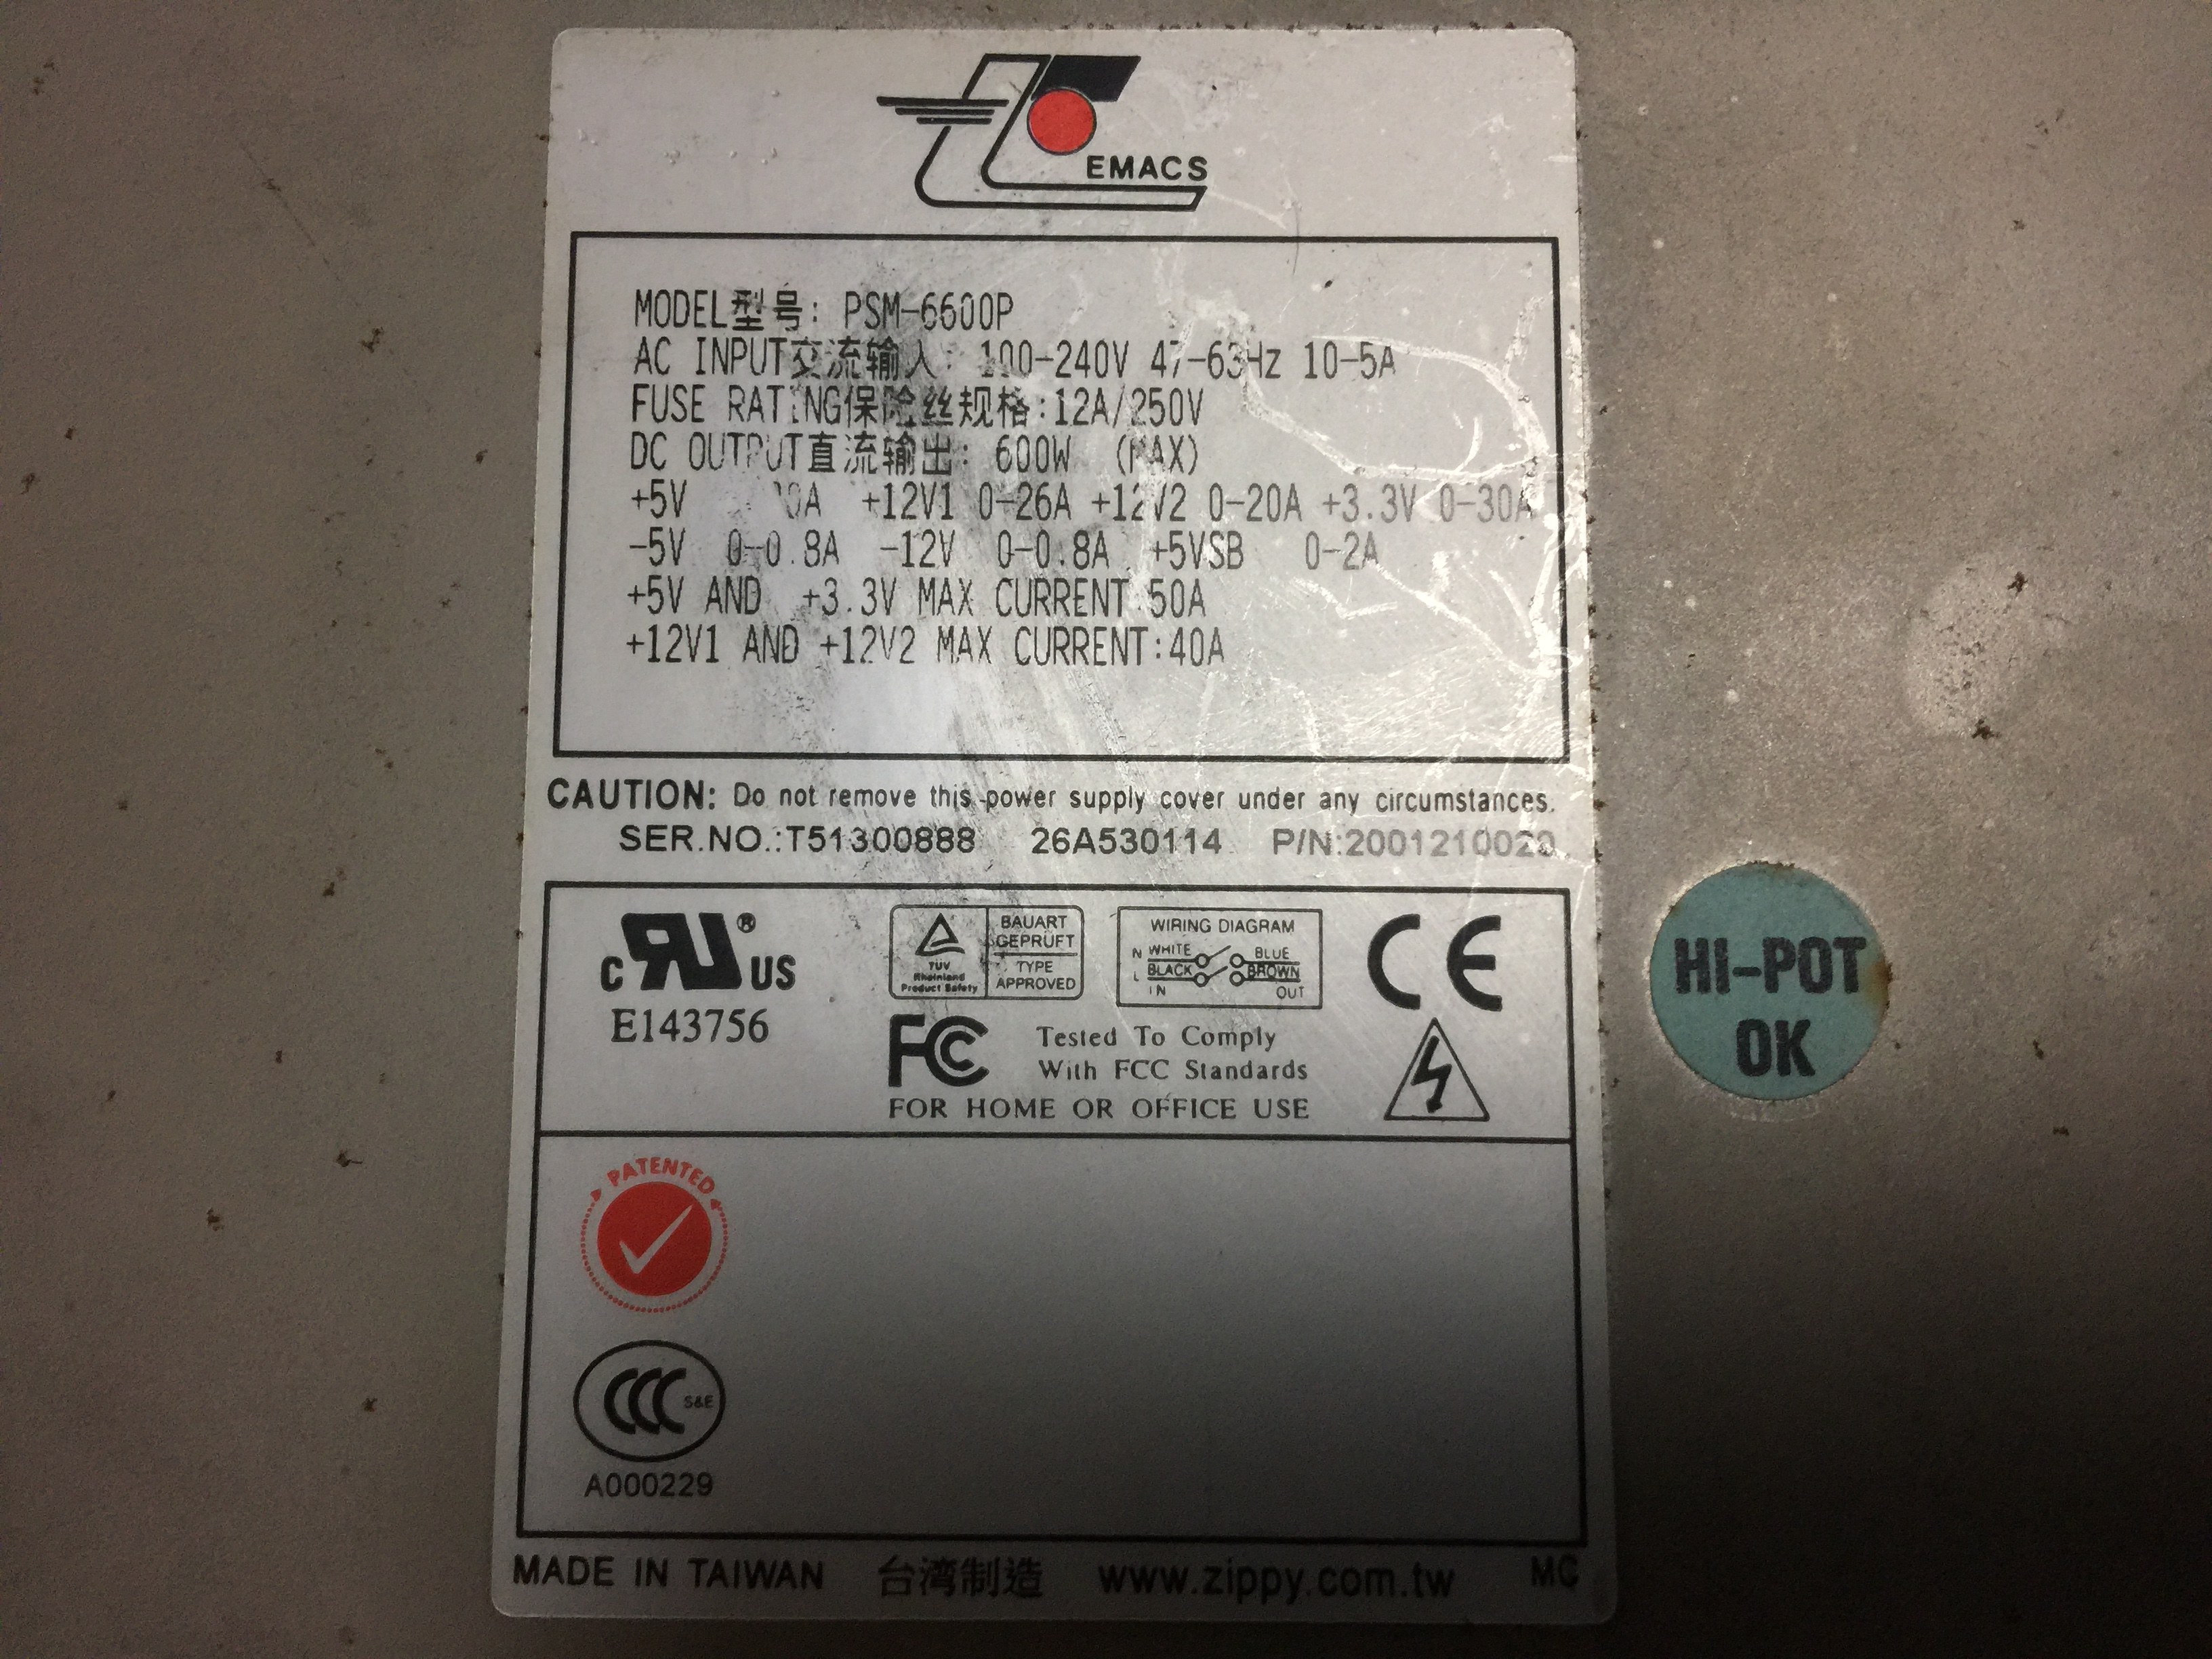 EMACS
MODEL型号: PSM-6600P
AC INPUT交流输入: 100-240V 47-63Hz 10-5A
FUSE RATING保险丝规格:12A/250V
DC OUTPUT直流输出: 600W (MAX)
+5V +12V1 0-26A +12V2 0-20A +3.3V 0-30A
-5V 0-0.8A -12V 0-0.8A +5VSB 0-2A
+5V AND +3.3V MAX CURRENT 50A
+12V1 AND +12V2 MAX CURRENT:40A
CAUTION: Do not remove this power supply cover under any circumstances.
SER.NO.:T51300888 26A530114
c RU ® US
E143756
TÜV
Rheinland
Product Safety
BAUART
GEPRÜFT
TYPE
APPROVED
WIRING DIAGRAM
N WHITE BLUE
L BLACK BROWN
IN OUT
CE
FC Tested To Comply
With FCC Standards
FOR HOME OR OFFICE USE
HI-POT
OK
PATENTED
CCC S&E
A000229
MADE IN TAIWAN 台湾制造 www.zippy.com.tw MC